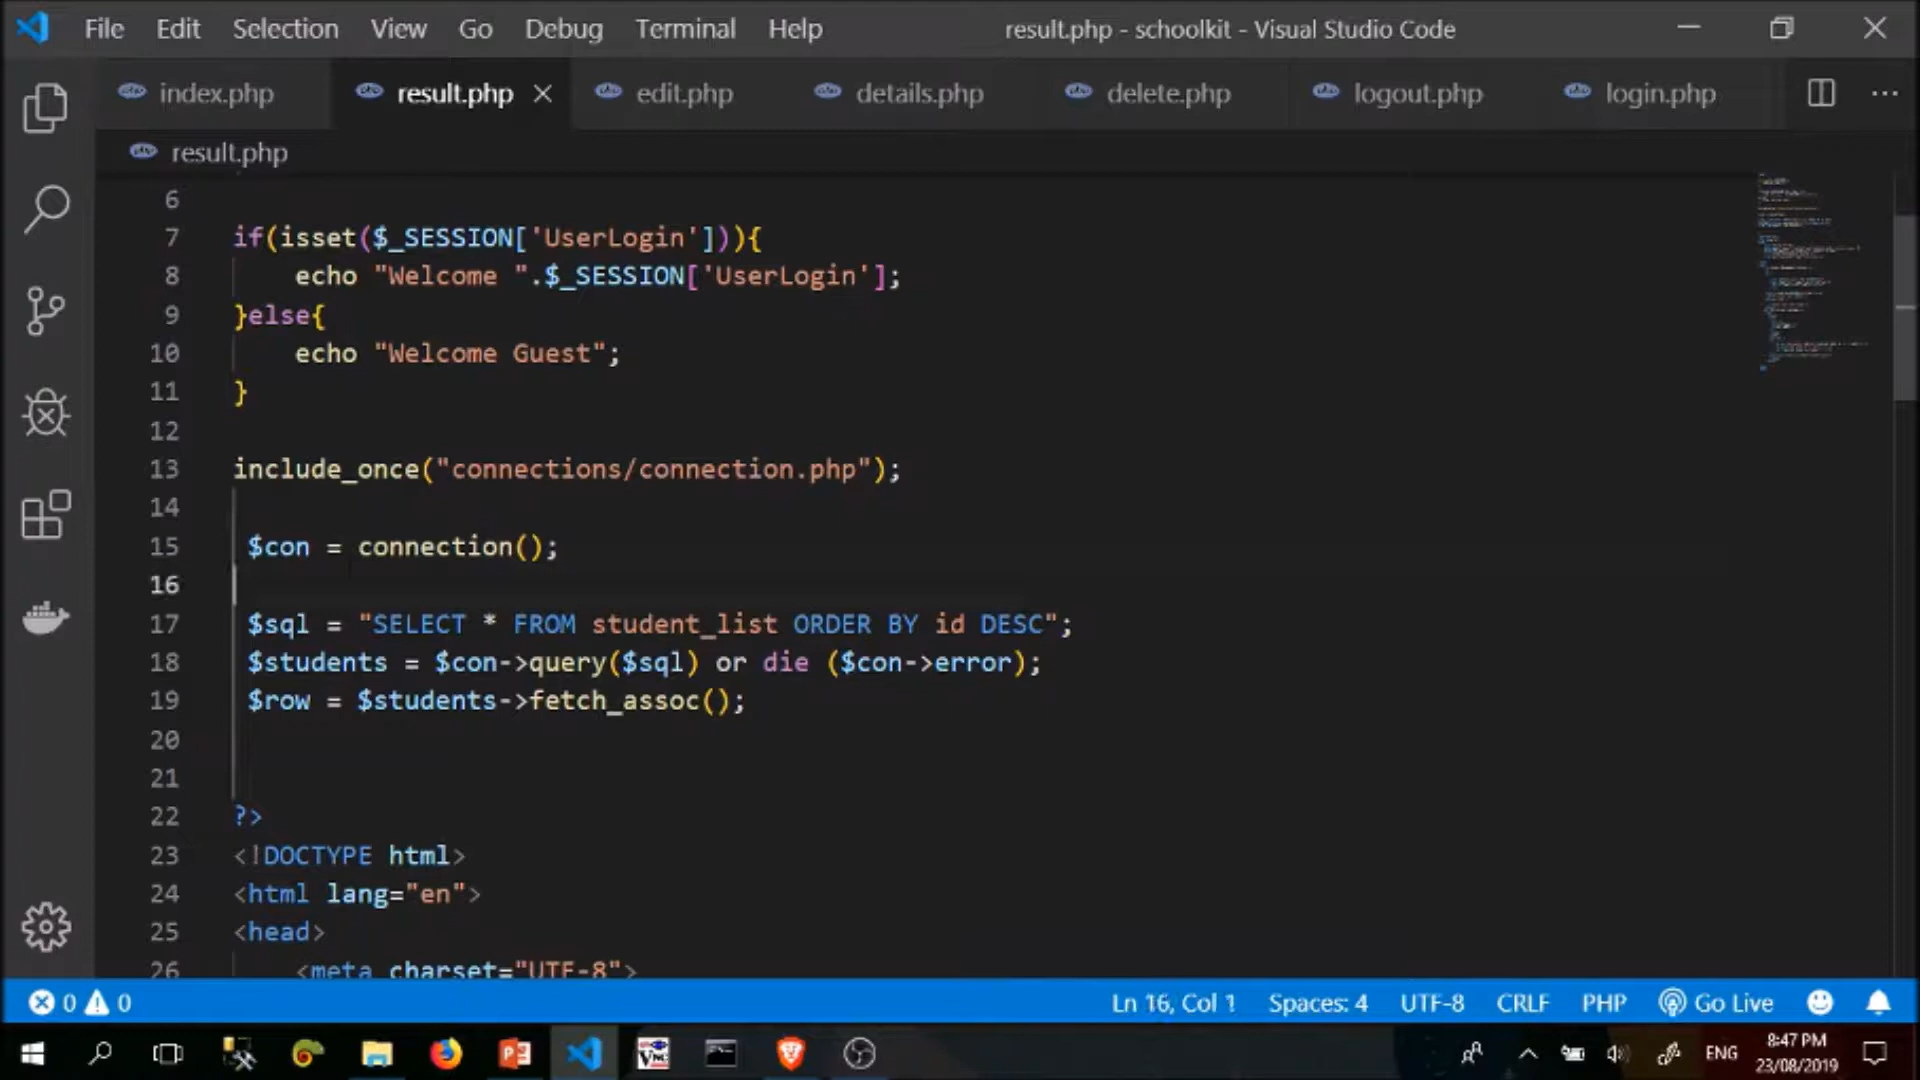 File Edit Selection View Go Debug Terminal Help result.php - schoolkit - Visual Studio Code
index.php result.php edit.php details.php delete.php logout.php login.php
result.php
6
7 if(isset($_SESSION['UserLogin'])){
8 echo "Welcome ".$_SESSION['UserLogin'];
9 }else{
10 echo "Welcome Guest";
11 }
12
13 include_once("connections/connection.php");
14
15 $con = connection();
16
17 $sql = "SELECT * FROM student_list ORDER BY id DESC";
18 $students = $con->query($sql) or die ($con->error);
19 $row = $students->fetch_assoc();
20
21
22 ?>
23 <!DOCTYPE html>
24 <html lang="en">
25 <head>
26 <meta charset="UTF-8">
0 0 Ln 16, Col 1 Spaces: 4 UTF-8 CRLF PHP Go Live
ENG 8:47 PM
23/08/2019